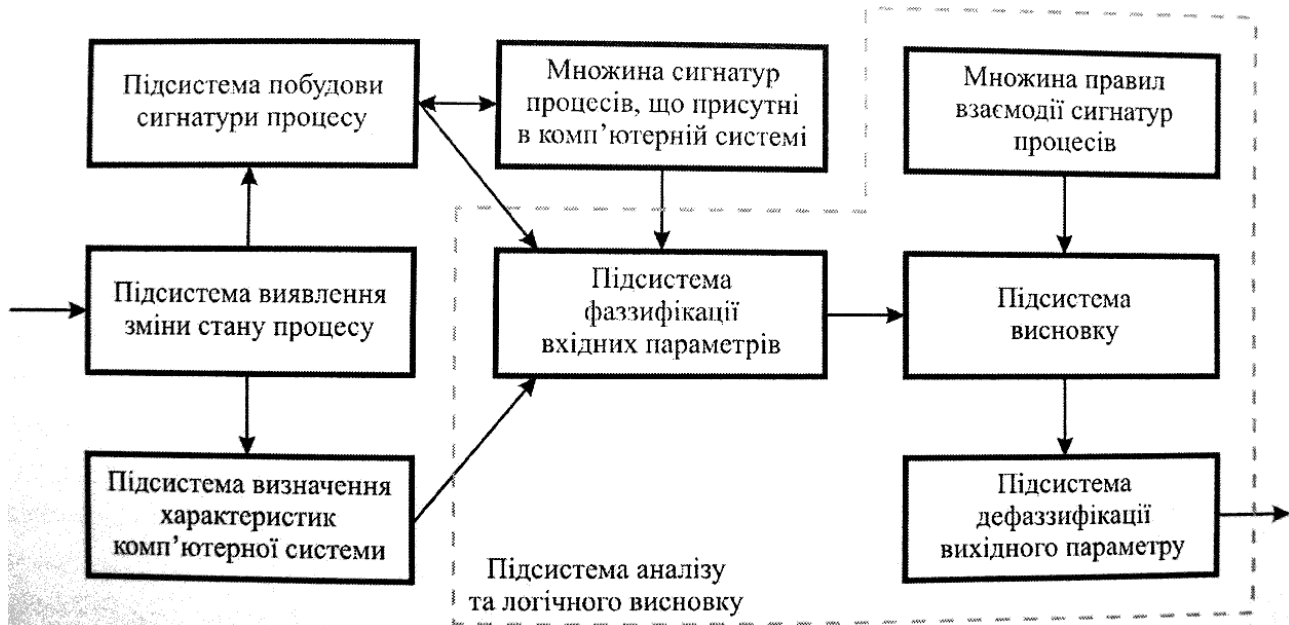 Підсистема побудови
сигнатури процесу
Множина сигнатур
процесів, що присутні
в комп’ютерній системі
Множина правил
взаємодії сигнатур
процесів
Підсистема виявлення
зміни стану процесу
Підсистема
фаззифікації
вхідних параметрів
Підсистема
висновку
Підсистема визначення
характеристик
комп’ютерної системи
Підсистема
дефаззифікації
вихідного параметру
Підсистема аналізу
та логічного висновку